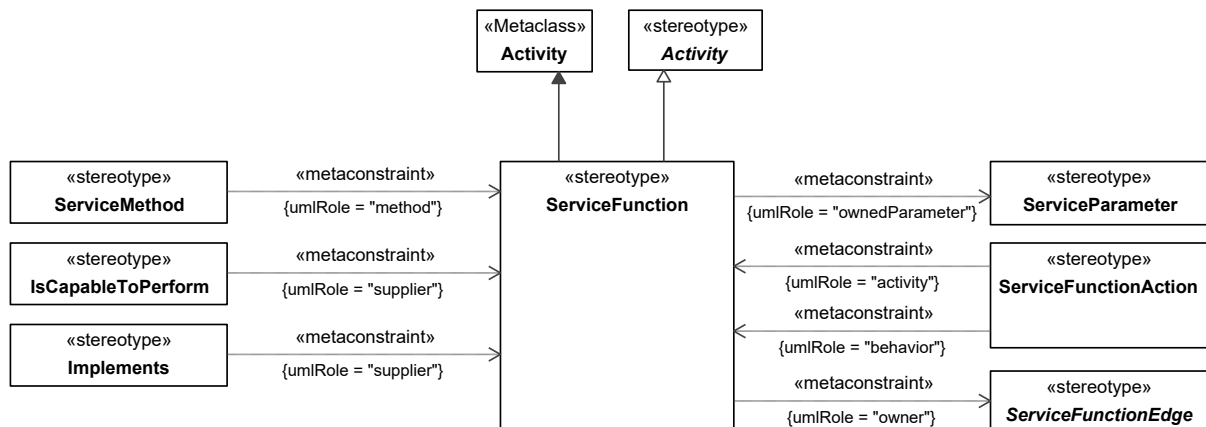 «Metaclass»
Activity
«stereotype»
Activity
«stereotype»
ServiceMethod
«metaconstraint»
{umlRole = "method"}
«stereotype»
IsCapableToPerform
«metaconstraint»
{umlRole = "supplier"}
«stereotype»
Implements
«metaconstraint»
{umlRole = "supplier"}
«stereotype»
ServiceFunction
«metaconstraint»
{umlRole = "ownedParameter"}
«stereotype»
ServiceParameter
«metaconstraint»
{umlRole = "activity"}
«stereotype»
ServiceFunctionAction
«metaconstraint»
{umlRole = "behavior"}
«metaconstraint»
{umlRole = "owner"}
«stereotype»
ServiceFunctionEdge